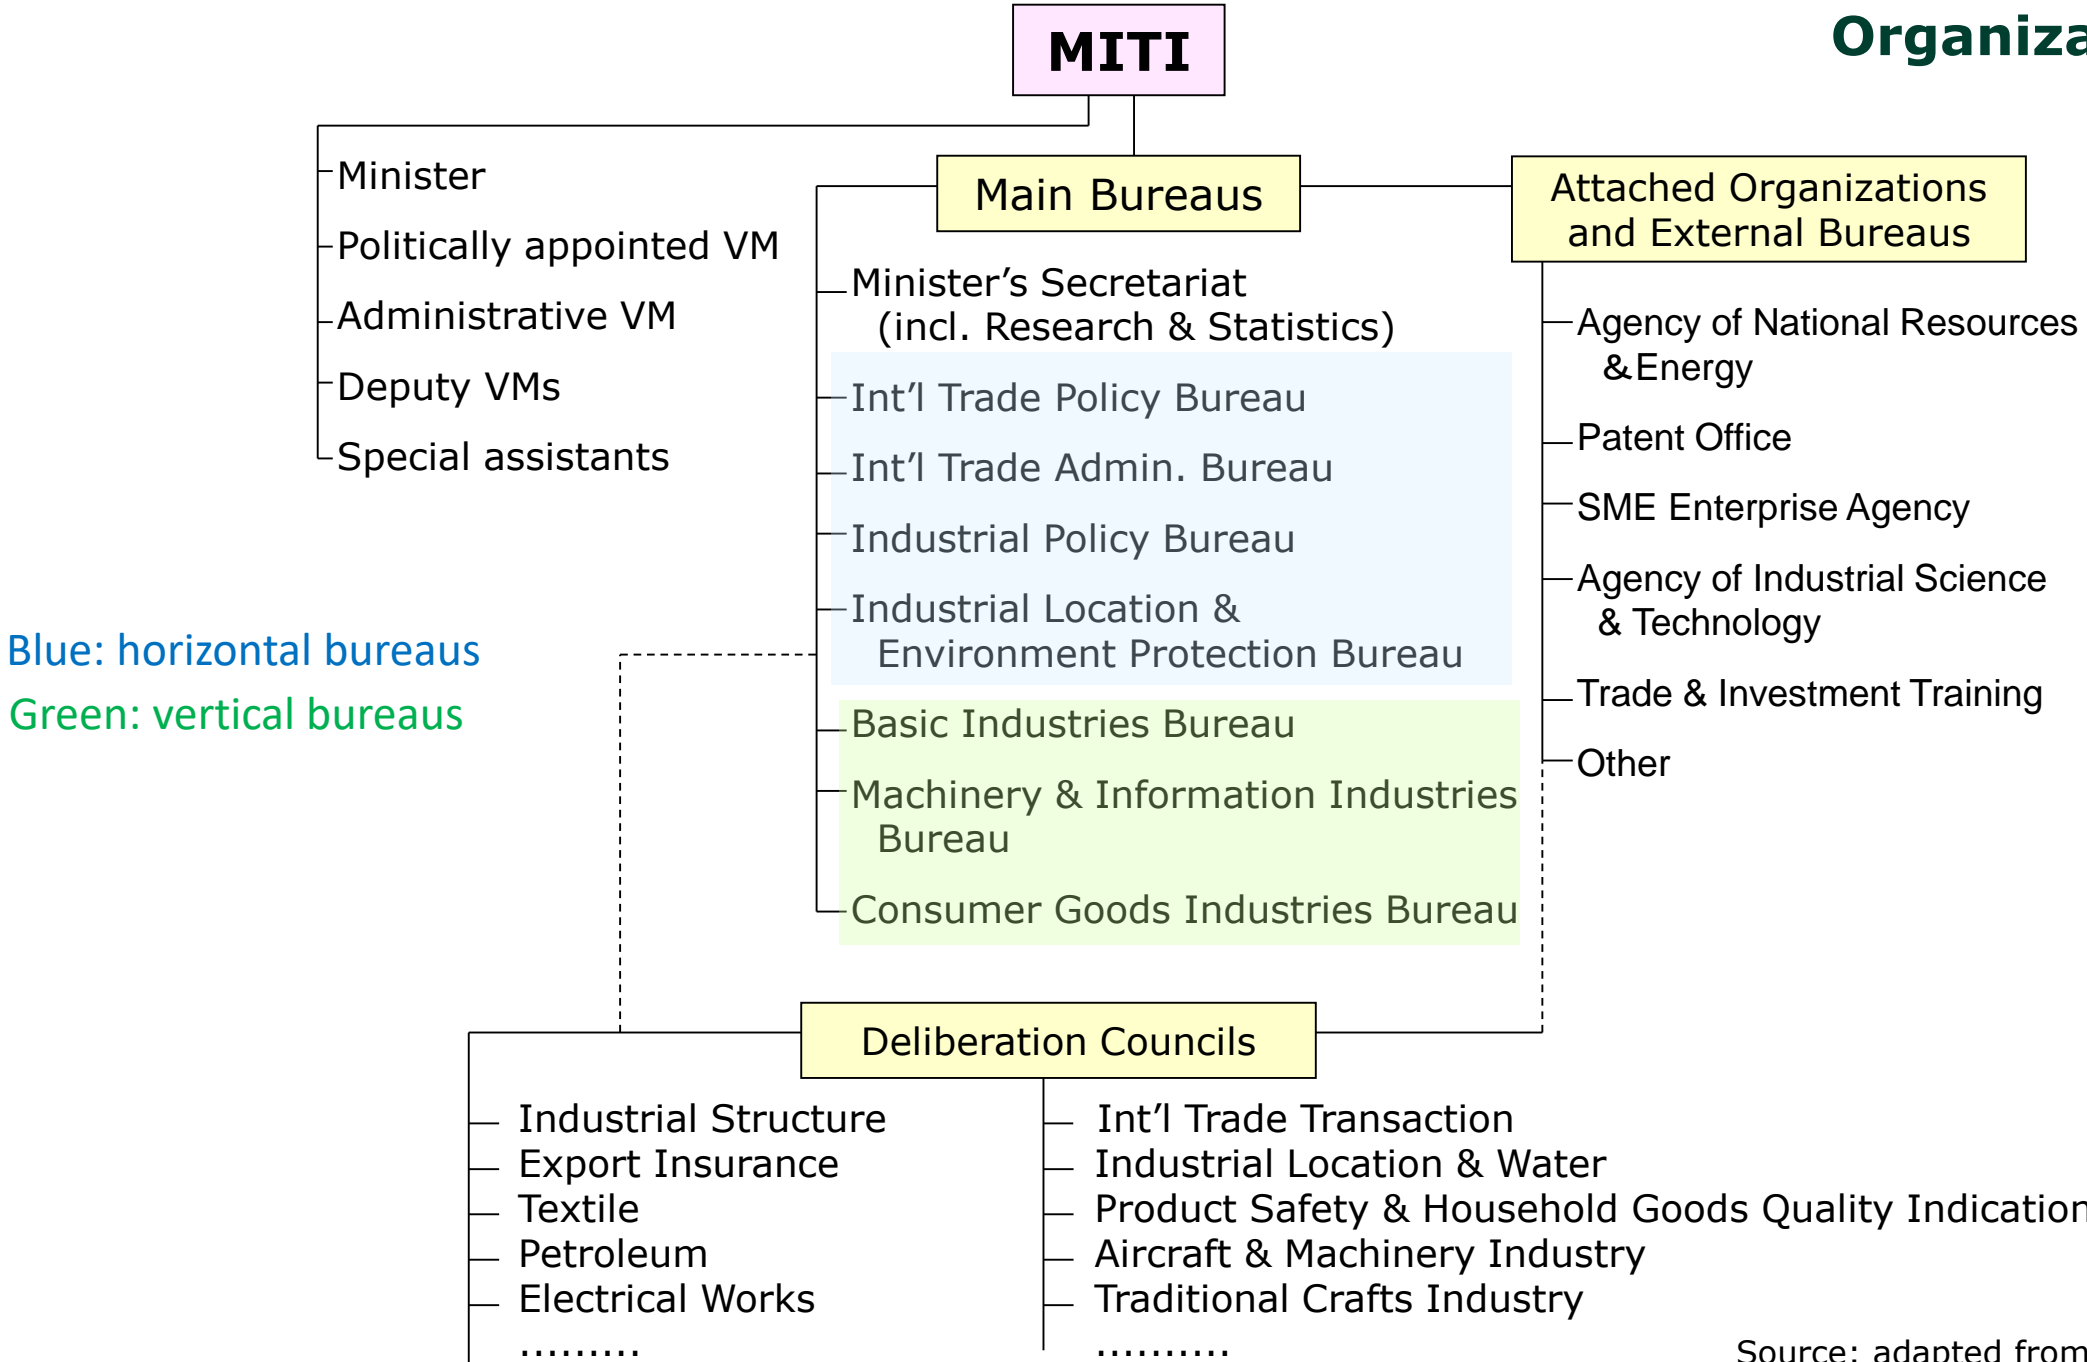 MITI
Minister
Politically appointed VM
Administrative VM
Deputy VMs
Special assistants
Blue: horizontal bureaus
Green: vertical bureaus
Main Bureaus
Minister’s Secretariat
(incl. Research & Statistics)
Int’l Trade Policy Bureau
Int’l Trade Admin. Bureau
Industrial Policy Bureau
Industrial Location &
Environment Protection Bureau
Basic Industries Bureau
Machinery & Information Industries
Bureau
Consumer Goods Industries Bureau
Attached Organizations
and External Bureaus
Agency of National Resources
& Energy
Patent Office
SME Enterprise Agency
Agency of Industrial Science
& Technology
Trade & Investment Training
Other
Deliberation Councils
Industrial Structure
Export Insurance
Textile
Petroleum
Electrical Works
.........
Int’l Trade Transaction
Industrial Location & Water
Product Safety & Household Goods Quality Indication
Aircraft & Machinery Industry
Traditional Crafts Industry
..........
Source: adapted from